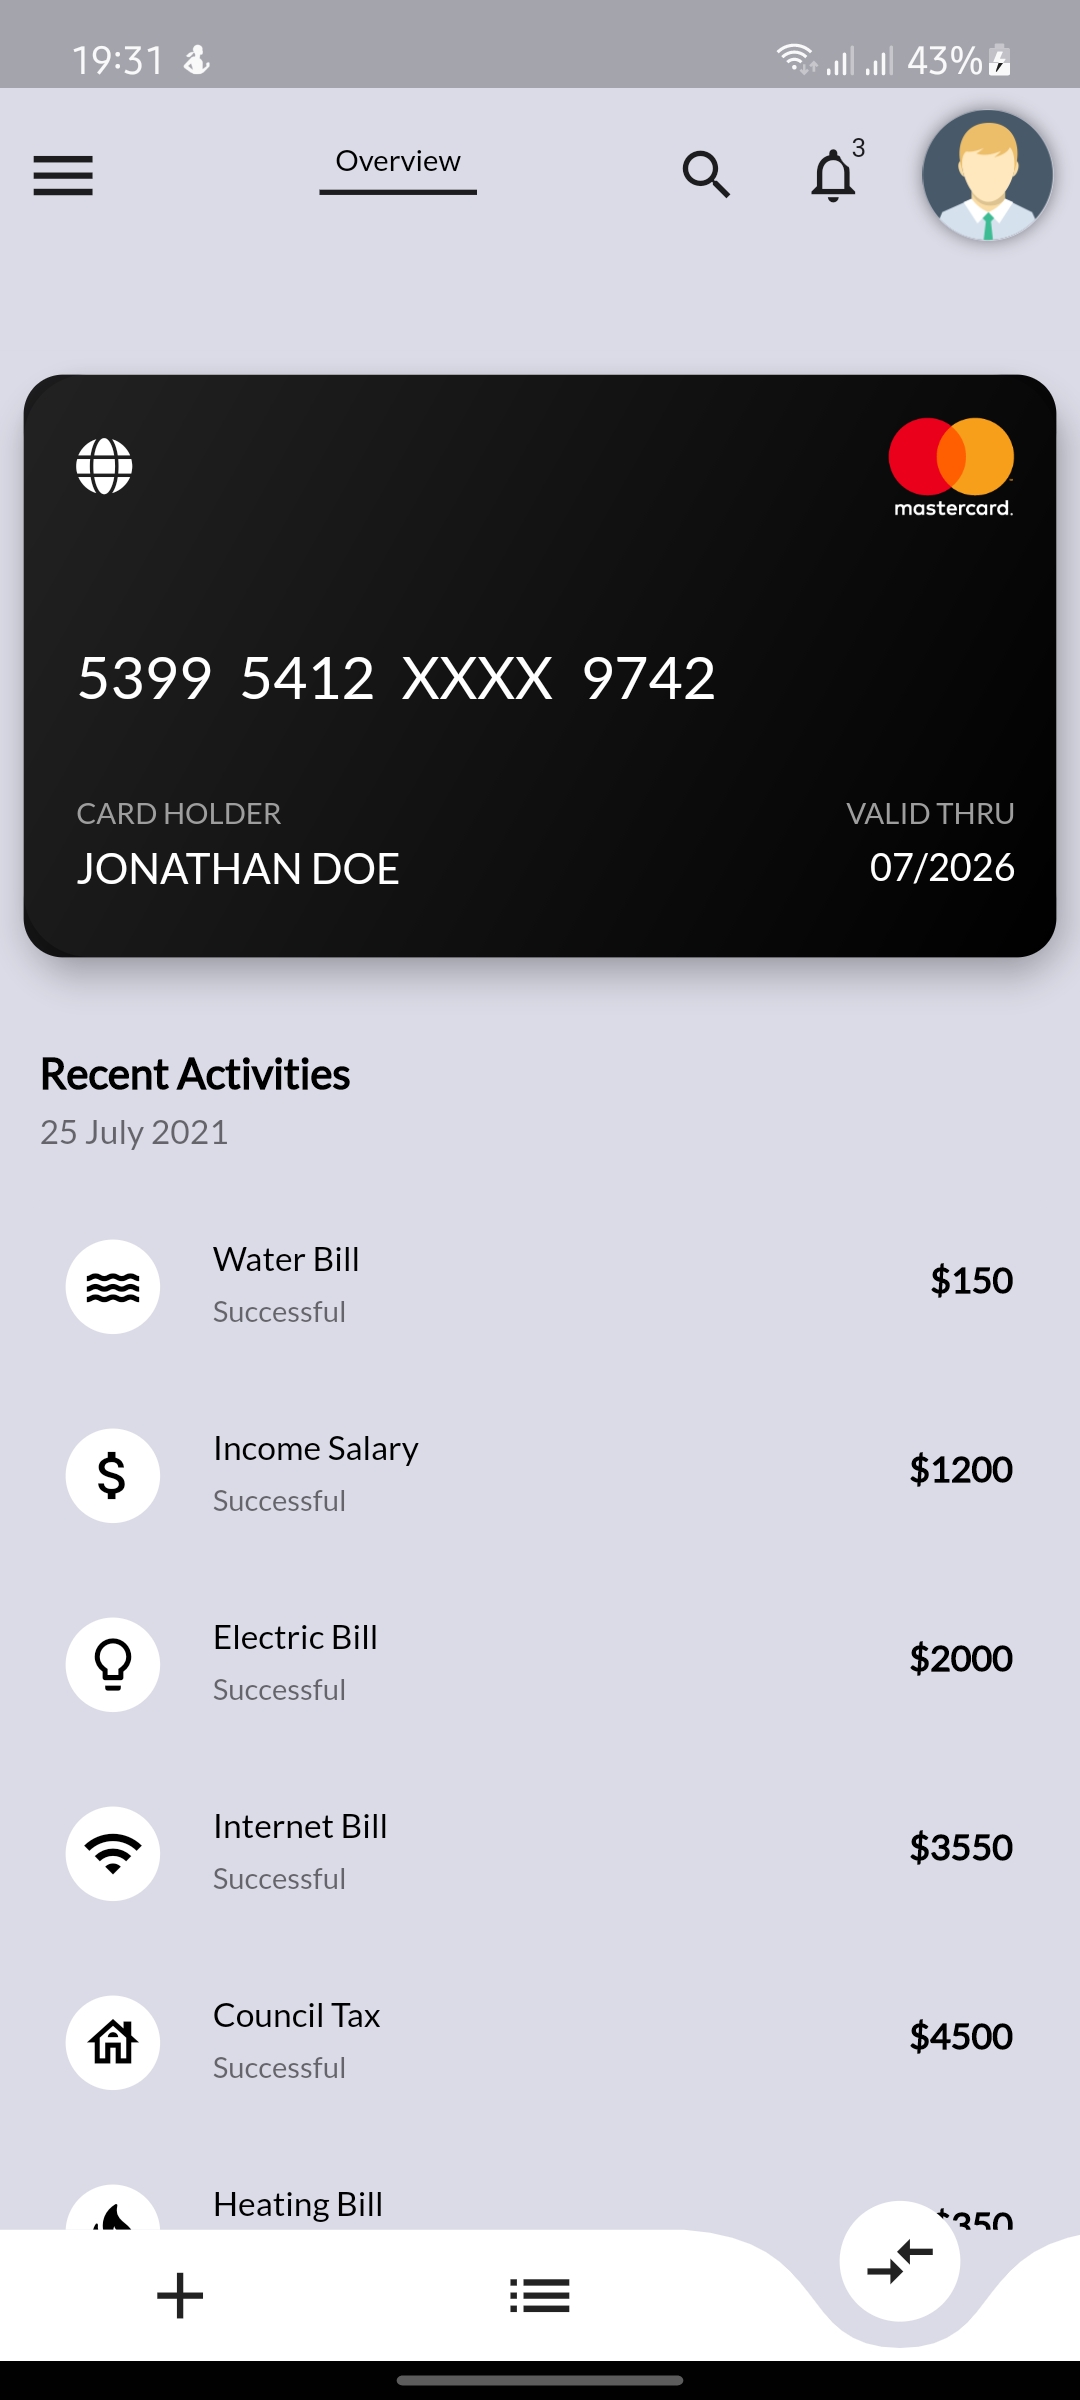 19:31 43%
Overview 3
mastercard.
5399 5412 XXXX 9742
CARD HOLDER VALID THRU
JONATHAN DOE 07/2026
Recent Activities
25 July 2021
Water Bill
$150
Successful
Income Salary
$1200
Successful
Electric Bill
$2000
Successful
Internet Bill
$3550
Successful
Council Tax
$4500
Successful
Heating Bill
$350